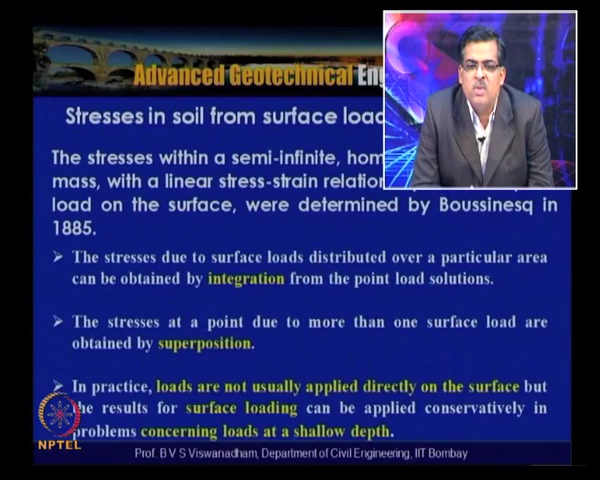 Advanced Geotechnical En
Stresses in soil from surface load
The stresses within a semi-infinite, hom
mass, with a linear stress-strain relation
load on the surface, were determined by Boussinesq in
1885.
➢ The stresses due to surface loads distributed over a particular area
can be obtained by integration from the point load solutions.
➢ The stresses at a point due to more than one surface load are
obtained by superposition.
➢ In practice, loads are not usually applied directly on the surface but
the results for surface loading can be applied conservatively in
problems concerning loads at a shallow depth.
NPTEL
Prof. B V S Viswanadham, Department of Civil Engineering, IIT Bombay